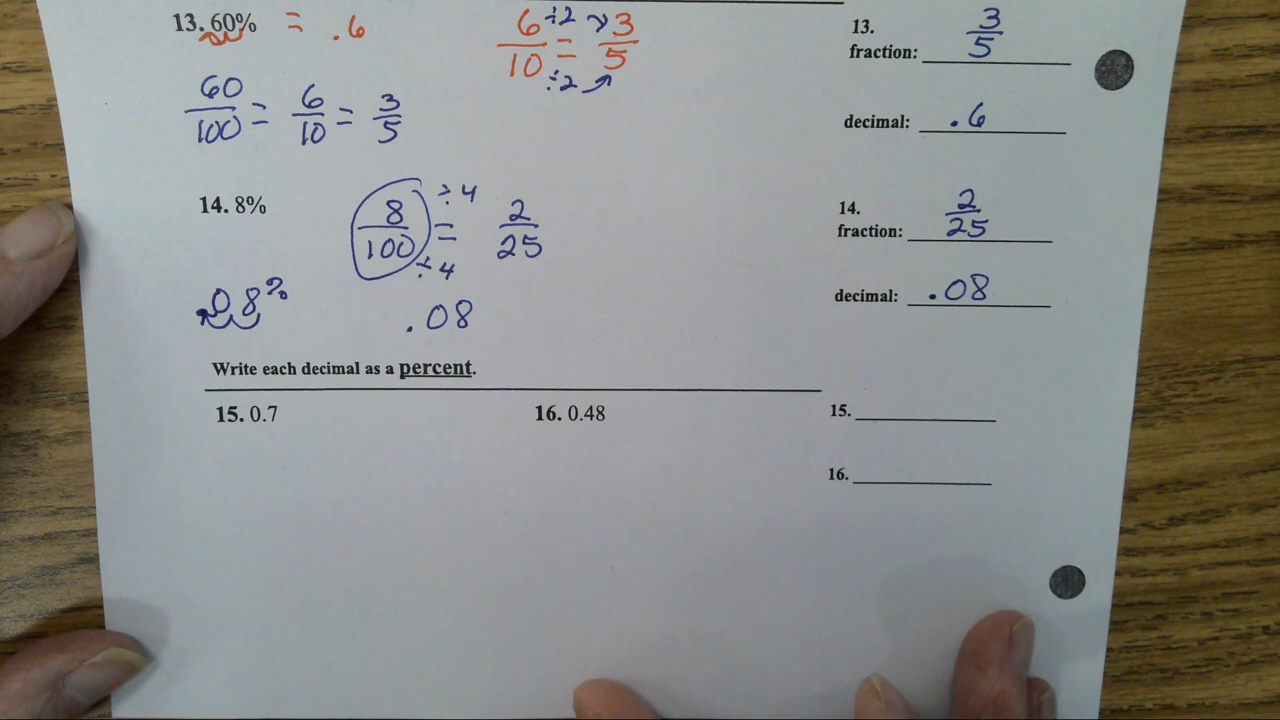 13. 60% = .6
6/10 ÷2 = 3/5 ÷2
13.
fraction: 3/5
60/100 = 6/10 = 3/5
decimal: .6
14. 8%
8/100 ÷4 = 2/25 ÷4
14.
fraction: 2/25
.08% .08
decimal: .08
Write each decimal as a percent.
15. 0.7 16. 0.48
15.
16.